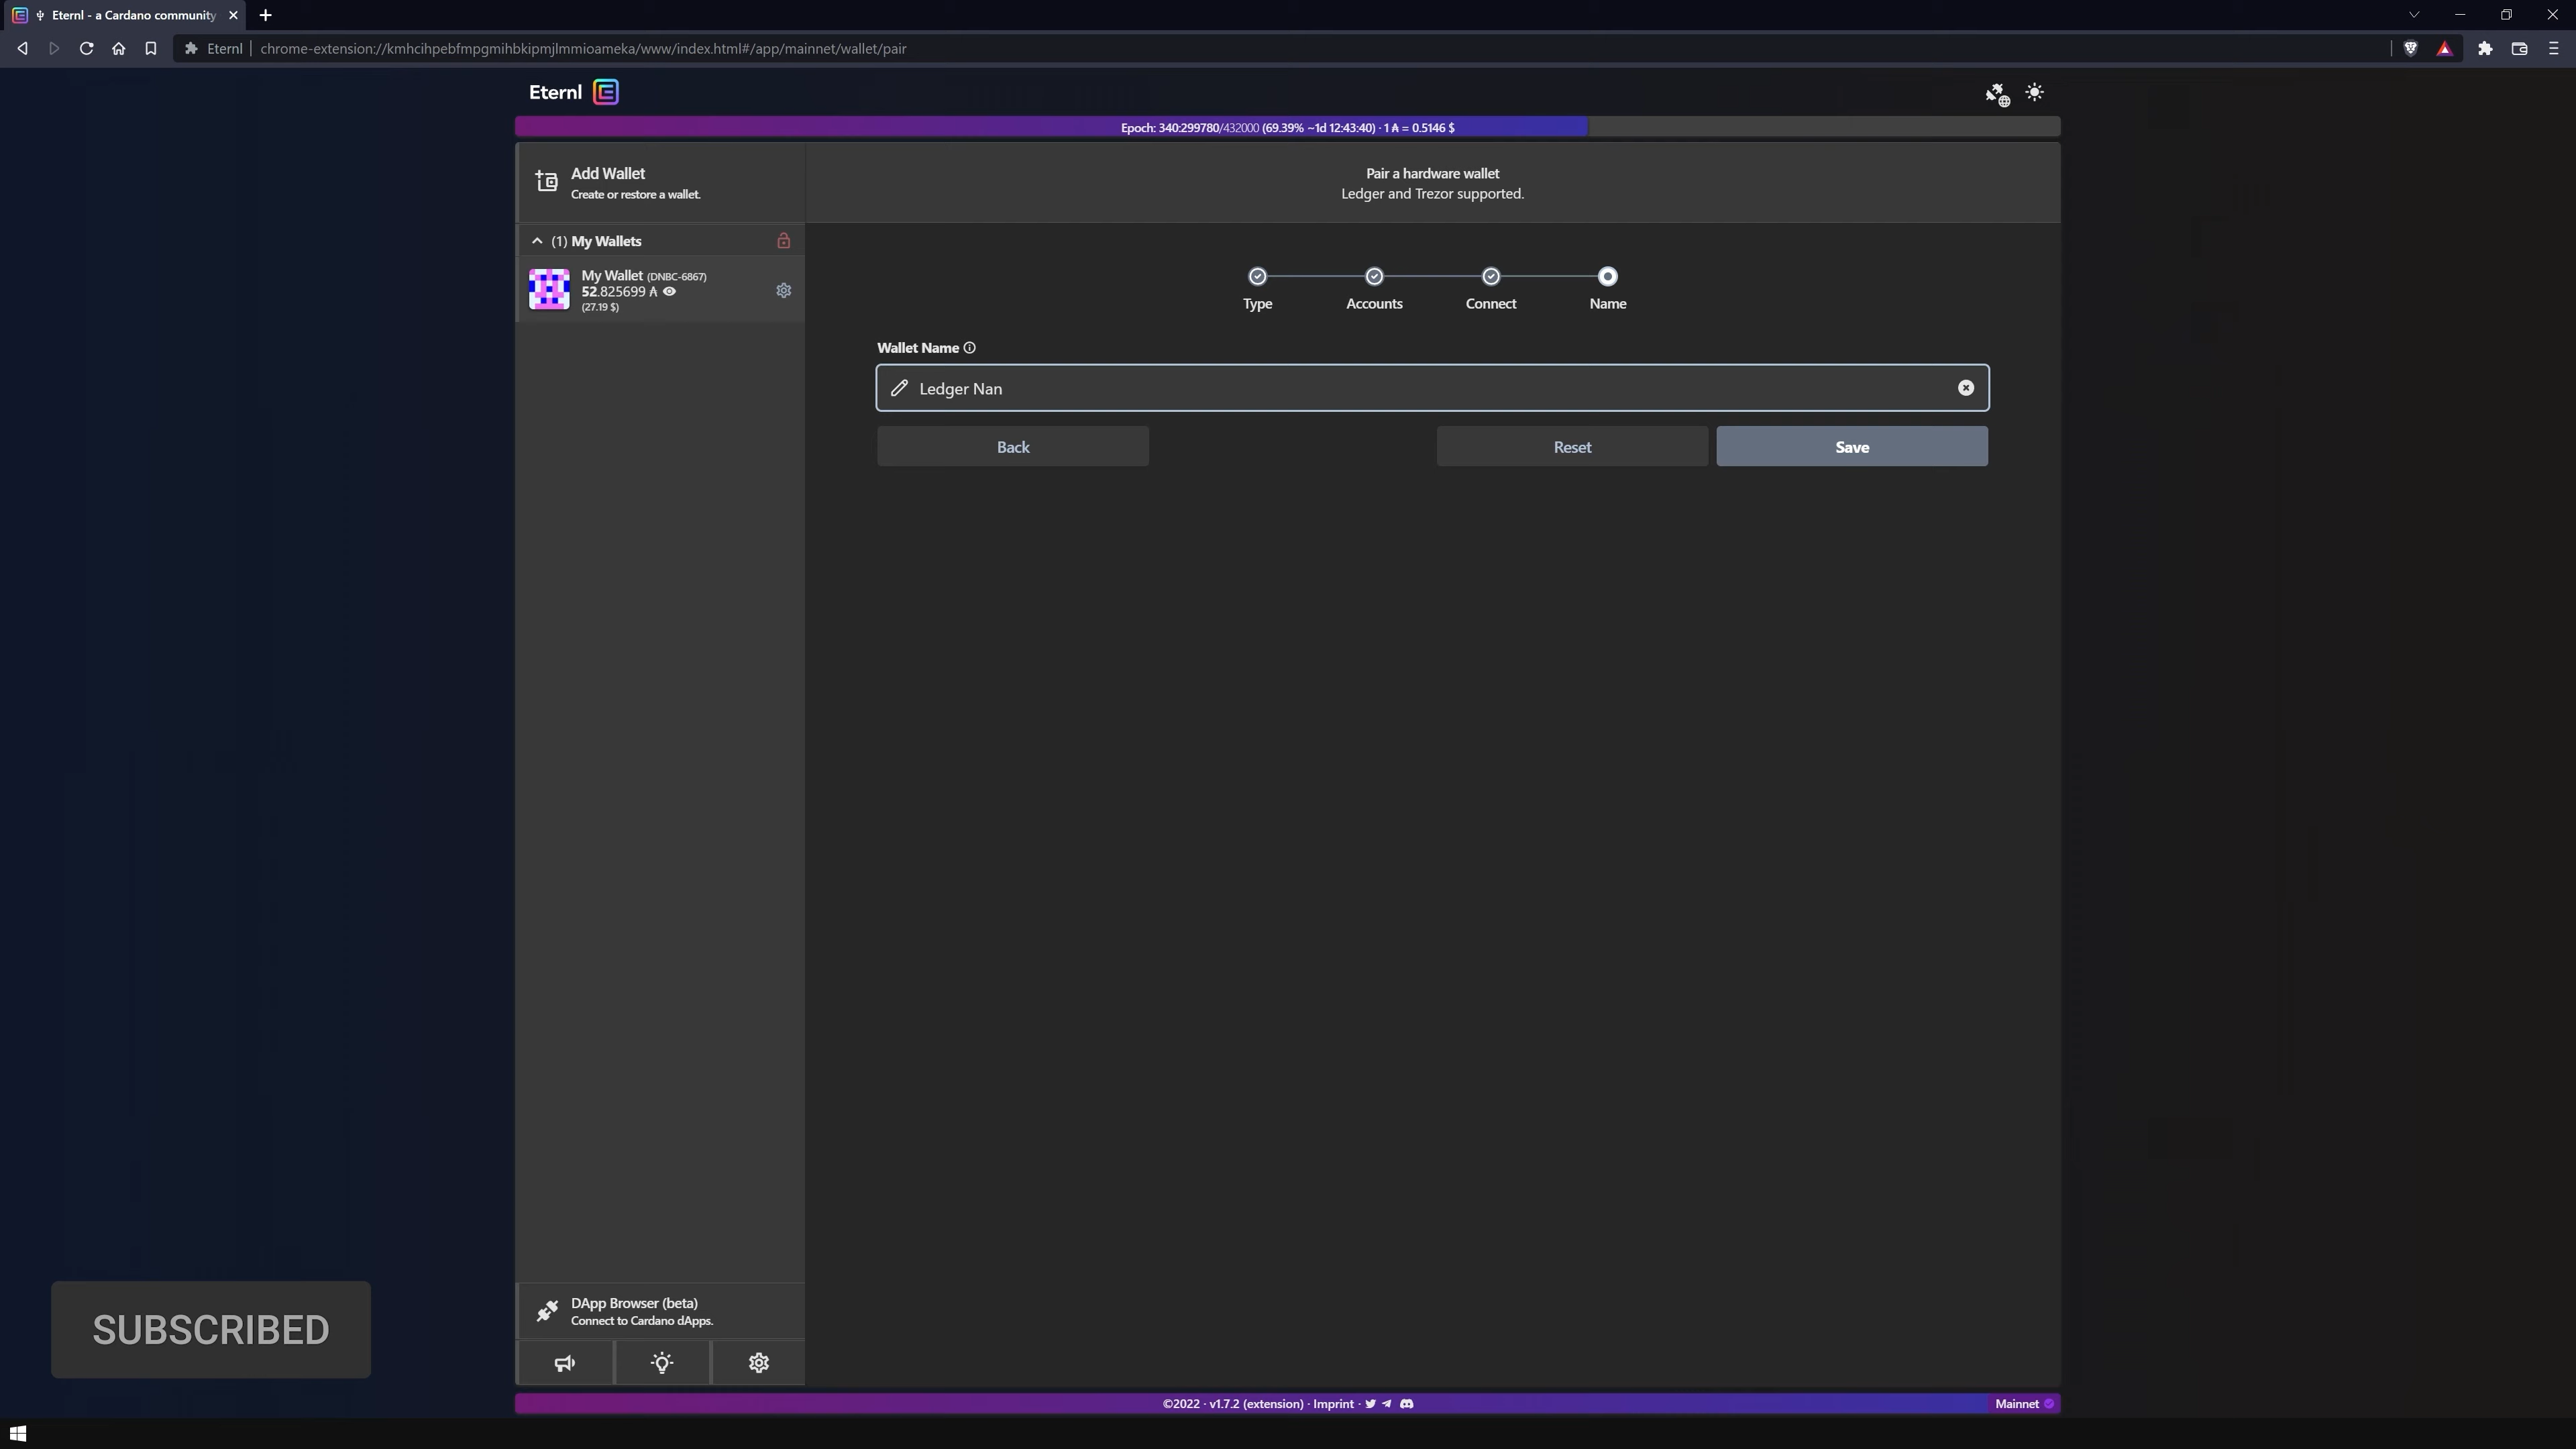 Eternl - a Cardano community
Eternl
chrome-extension://kmhcihpebfmpgmihbkipmjlmmioameka/www/index.html#/app/mainnet/wallet/pair
Eternl
Epoch: 340:299780/432000 (69.39% ~1d 12:43:40) · 1 ₳ = 0.5146 $
Add Wallet
Create or restore a wallet.
Pair a hardware wallet
Ledger and Trezor supported.
(1) My Wallets
My Wallet (DNBC-6867)
52.825699 ₳
(27.19 $)
Type
Accounts
Connect
Name
Wallet Name
Ledger Nan
Back
Reset
Save
DApp Browser (beta)
Connect to Cardano dApps.
SUBSCRIBED
©2022 · v1.7.2 (extension) · Imprint ·
Mainnet